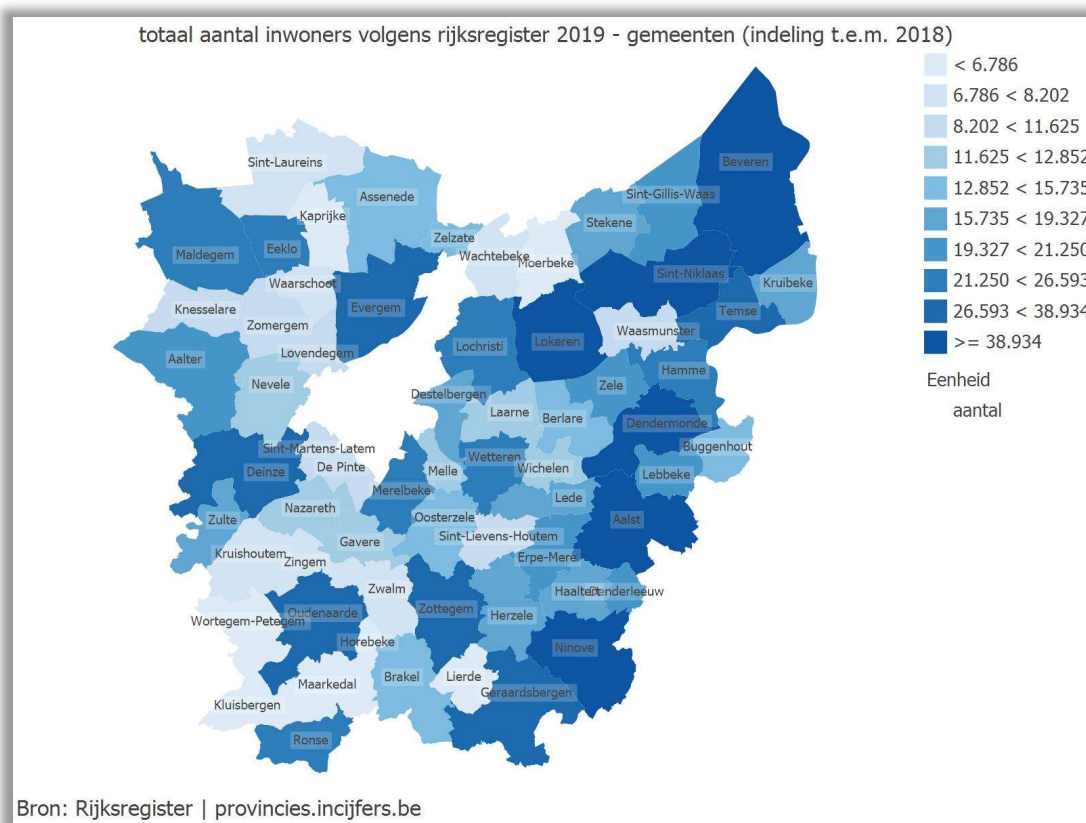 totaal aantal inwoners volgens rijksregister 2019 - gemeenten (indeling t.e.m. 2018)
< 6.786
6.786 < 8.202
8.202 < 11.625
11.625 < 12.852
12.852 < 15.735
15.735 < 19.327
19.327 < 21.250
21.250 < 26.593
26.593 < 38.934
>= 38.934
Eenheid
aantal
Beveren
Sint-Laureins
Assenede
Sint-Gillis-Waas
Kaprijke
Stekene
Zelzate
Eeklo
Maldegem
Wachtebeke
Moerbeke
Sint-Niklaas
Waarschoot
Kruibeke
Knesselare
Evergem
Temse
Zomergem
Waasmunster
Lokeren
Lovendegem
Lochristi
Aalter
Hamme
Nevele
Zele
Destelbergen
Laarne
Berlare
Dendermonde
Sint-Martens-Latem
Buggenhout
Wetteren
De Pinte
Deinze
Melle
Wichelen
Lebbeke
Merelbeke
Lede
Nazareth
Oosterzele
Zulte
Aalst
Sint-Lievens-Houtem
Gavere
Kruishoutem
Erpe-Mere
Zingem
Zwalm
Haaltert
Denderleeuw
Oudenaarde
Zottegem
Herzele
Wortegem-Petegem
Horebeke
Ninove
Brakel
Lierde
Maarkedal
Geraardsbergen
Kluisbergen
Ronse
Bron: Rijksregister | provincies.incijfers.be